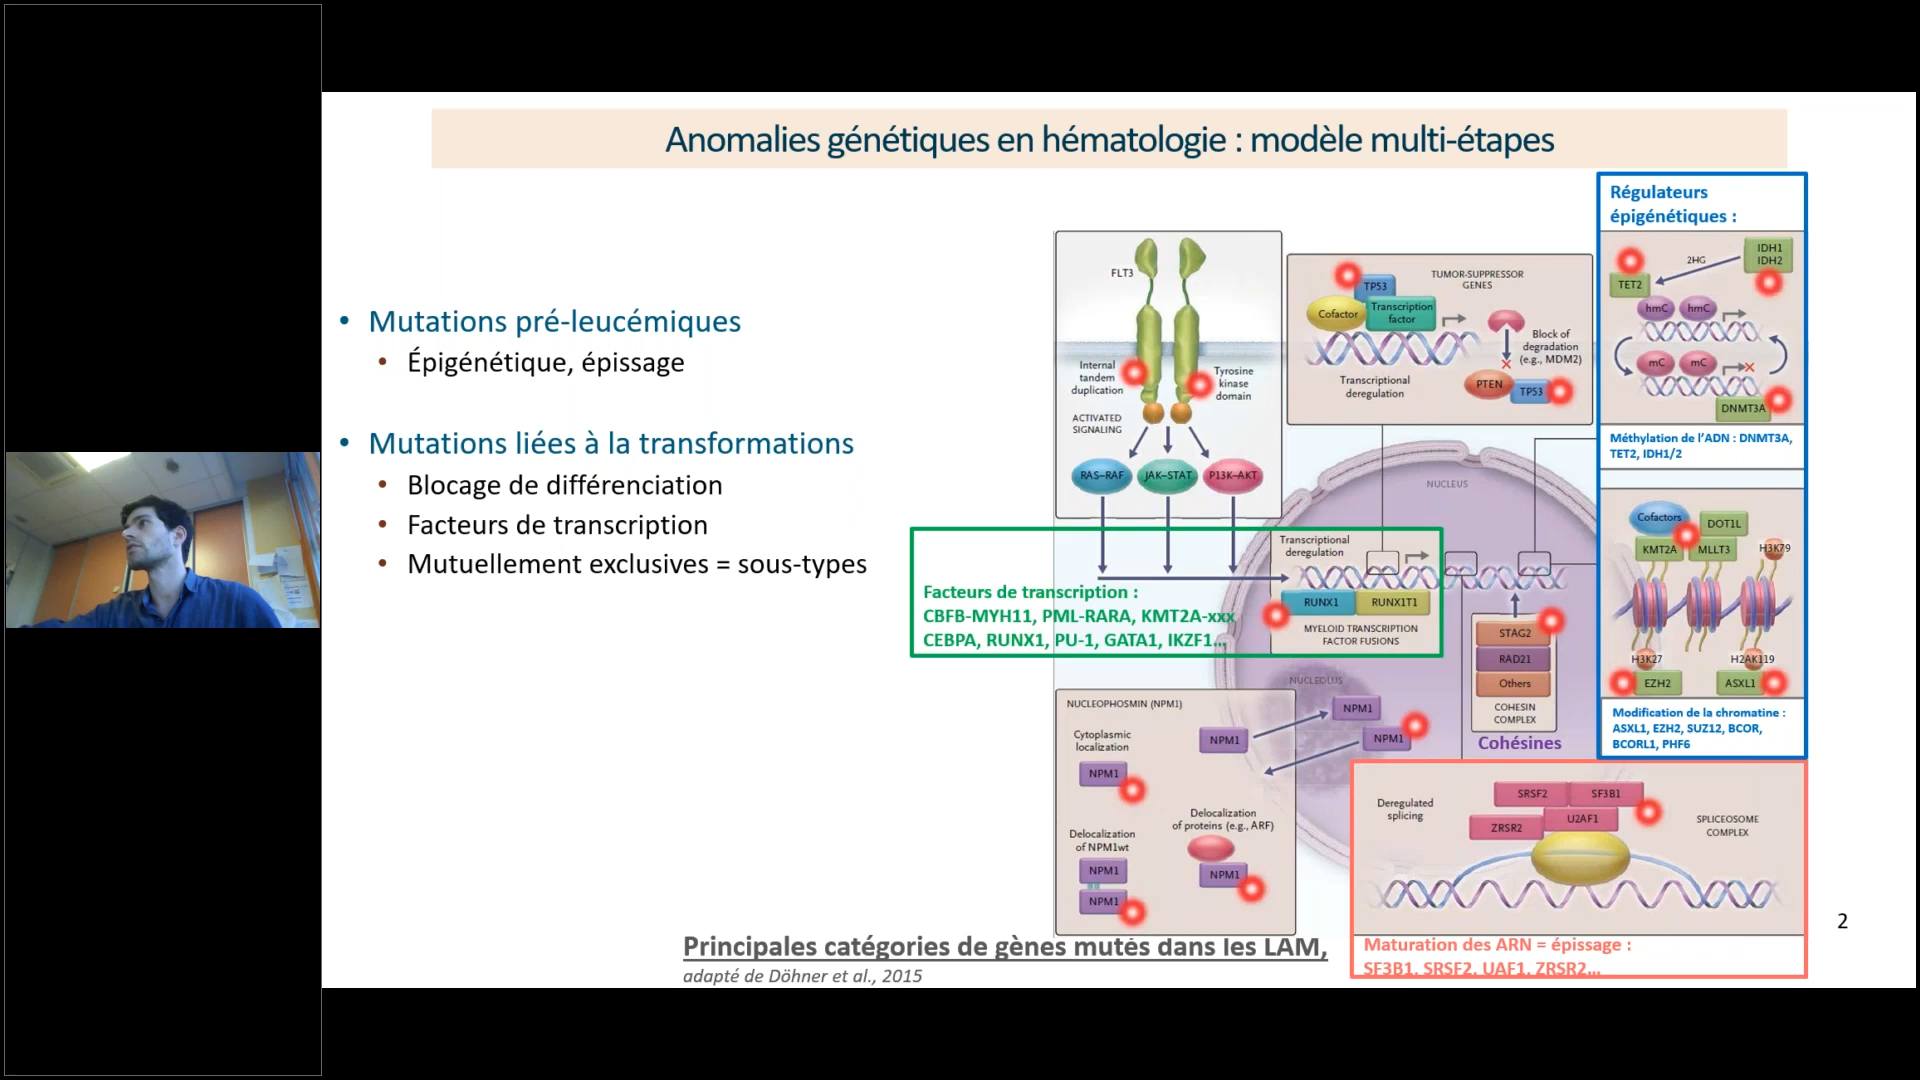 Anomalies génétiques en hématologie : modèle multi-étapes
• Mutations pré-leucémiques
• Épigénétique, épissage
• Mutations liées à la transformations
• Blocage de différenciation
• Facteurs de transcription
• Mutuellement exclusives = sous-types
FLT3
Internal
tandem
duplication
Tyrosine
kinase
domain
ACTIVATED
SIGNALING
RAS–RAF
JAK–STAT
P13K–AKT
TUMOR-SUPPRESSOR
GENES
TP53
Cofactor
Transcription
factor
Block of
degradation
(e.g., MDM2)
Transcriptional
deregulation
PTEN
TP53
Régulateurs
épigénétiques :
IDH1
IDH2
2HG
TET2
hmC
hmC
mC
mC
DNMT3A
Méthylation de l'ADN : DNMT3A,
TET2, IDH1/2
Cofactors
DOT1L
KMT2A
MLLT3
H3K79
H3K27
H2AK119
EZH2
ASXL1
Modification de la chromatine :
ASXL1, EZH2, SUZ12, BCOR,
BCORL1, PHF6
NUCLEUS
Transcriptional
deregulation
RUNX1
RUNX1T1
MYELOID TRANSCRIPTION
FACTOR FUSIONS
Facteurs de transcription :
CBFB-MYH11, PML-RARA, KMT2A-xxx
CEBPA, RUNX1, PU-1, GATA1, IKZF1...
STAG2
RAD21
Others
COHESIN
COMPLEX
Cohésines
NUCLEOLUS
NUCLEOPHOSMIN (NPM1)
Cytoplasmic
localization
NPM1
NPM1
NPM1
NPM1
Delocalization
of NPM1wt
NPM1
NPM1
Delocalization
of proteins (e.g., ARF)
NPM1
Deregulated
splicing
SRSF2
SF3B1
ZRSR2
U2AF1
SPLICEOSOME
COMPLEX
Maturation des ARN = épissage :
SF3B1, SRSF2, UAF1, ZRSR2...
Principales catégories de gènes mutés dans les LAM,
adapté de Döhner et al., 2015
2